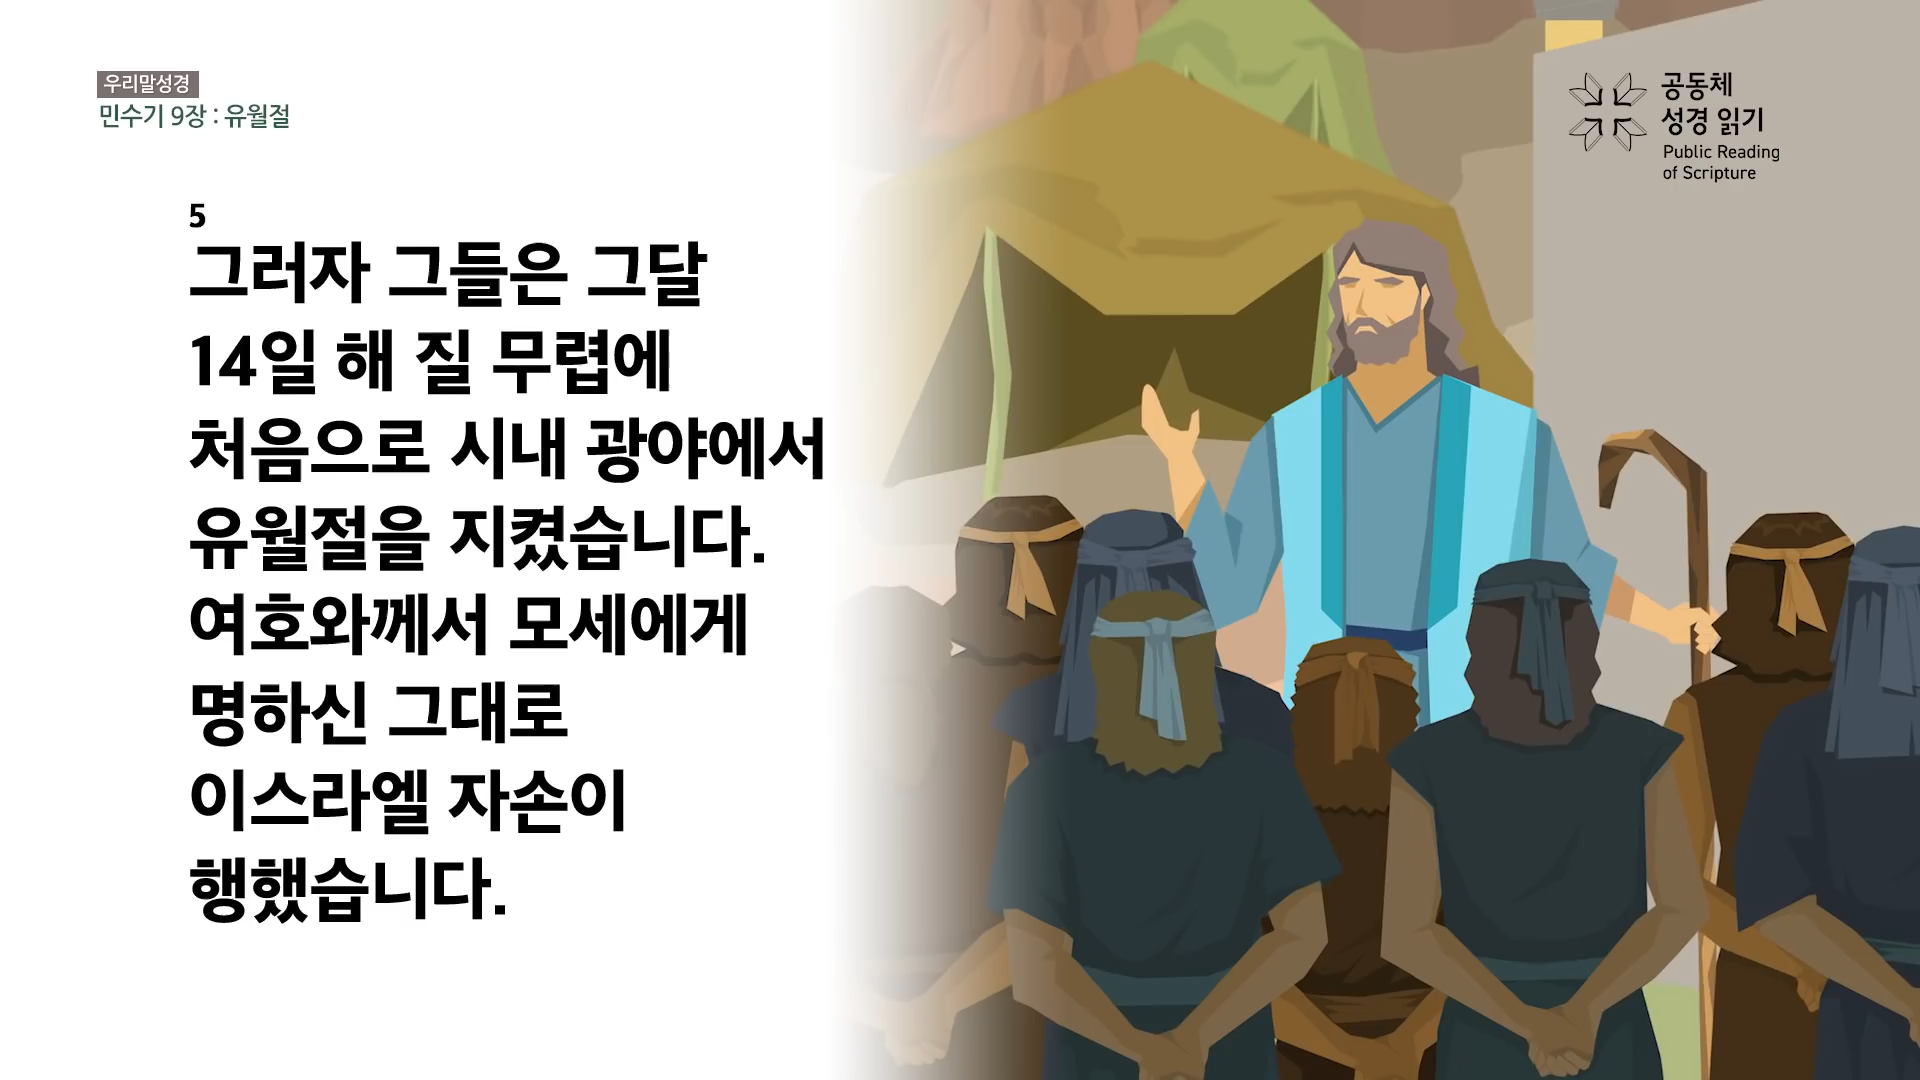 우리말성경
민수기 9장 : 유월절
공동체
성경 읽기
Public Reading
of Scripture
5
그러자 그들은 그달
14일 해 질 무렵에
처음으로 시내 광야에서
유월절을 지켰습니다.
여호와께서 모세에게
명하신 그대로
이스라엘 자손이
행했습니다.